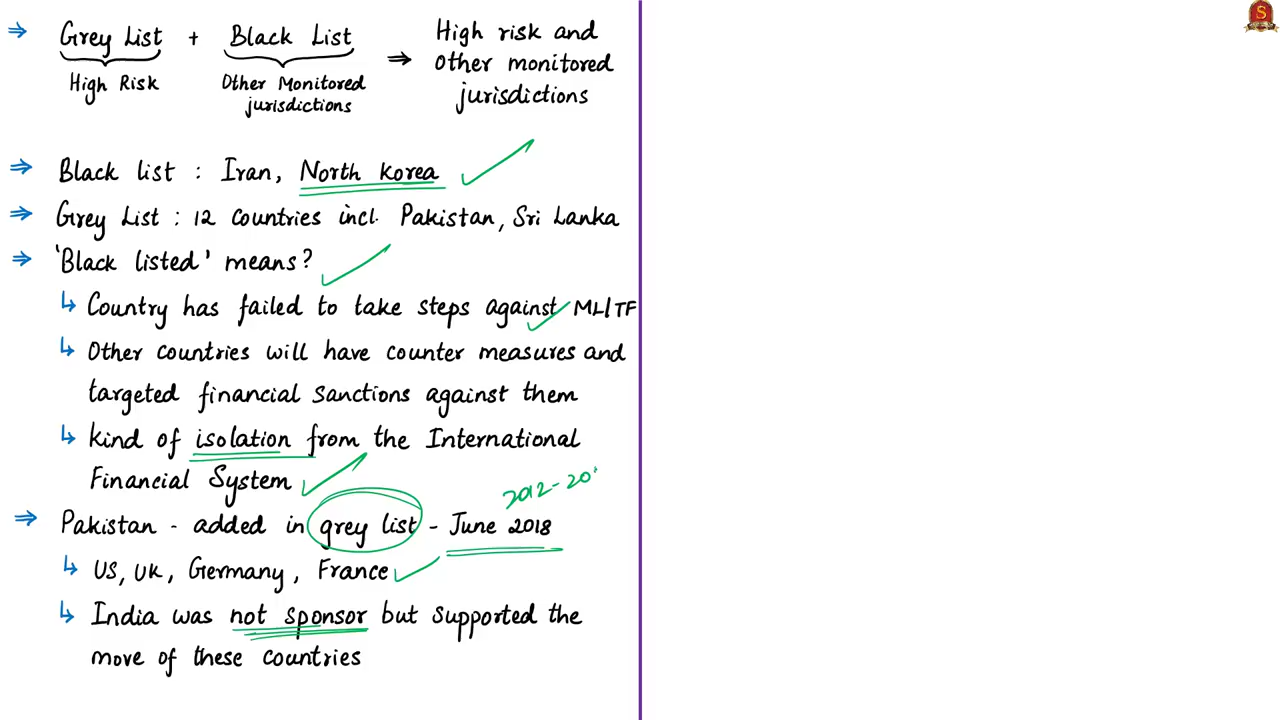 ⇒ Grey List + Black List ⇒ High risk and
other monitored
jurisdictions
High Risk
Other Monitored
jurisdictions
⇒ Black list : Iran, North Korea
⇒ Grey List : 12 countries incl. Pakistan, Sri Lanka
⇒ 'Black listed' means?
↳ Country has failed to take steps against ML/TF
↳ Other countries will have counter measures and
targeted financial sanctions against them
↳ kind of isolation from the International
Financial System
2012-20
⇒ Pakistan - added in grey list - June 2018
↳ US, UK, Germany, France
↳ India was not sponsor but supported the
move of these countries
S